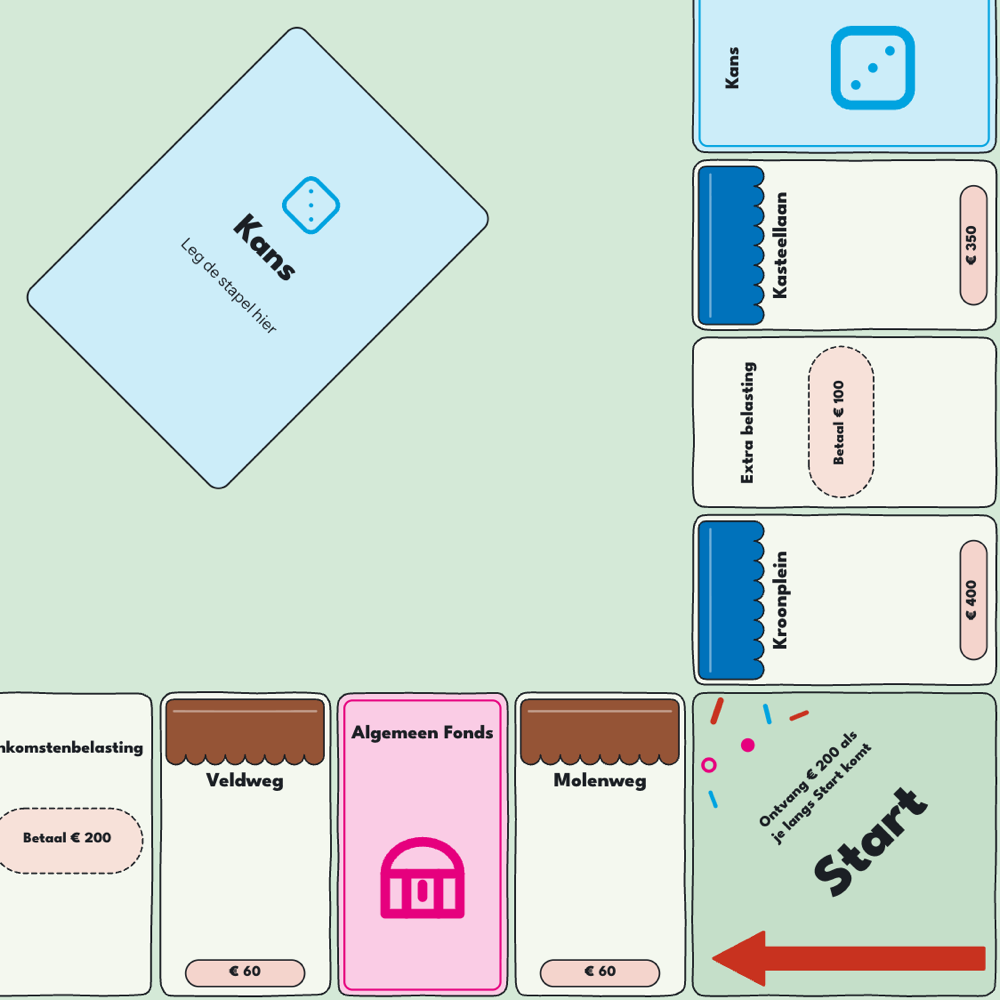 Kans
Kans
Leg de stapel hier
Kasteellaan
€ 350
Extra belasting
Betaal € 100
Kroonplein
€ 400
nkomstenbelasting
Betaal € 200
Veldweg
€ 60
Algemeen Fonds
Molenweg
€ 60
Ontvang € 200 als
je langs Start komt
Start